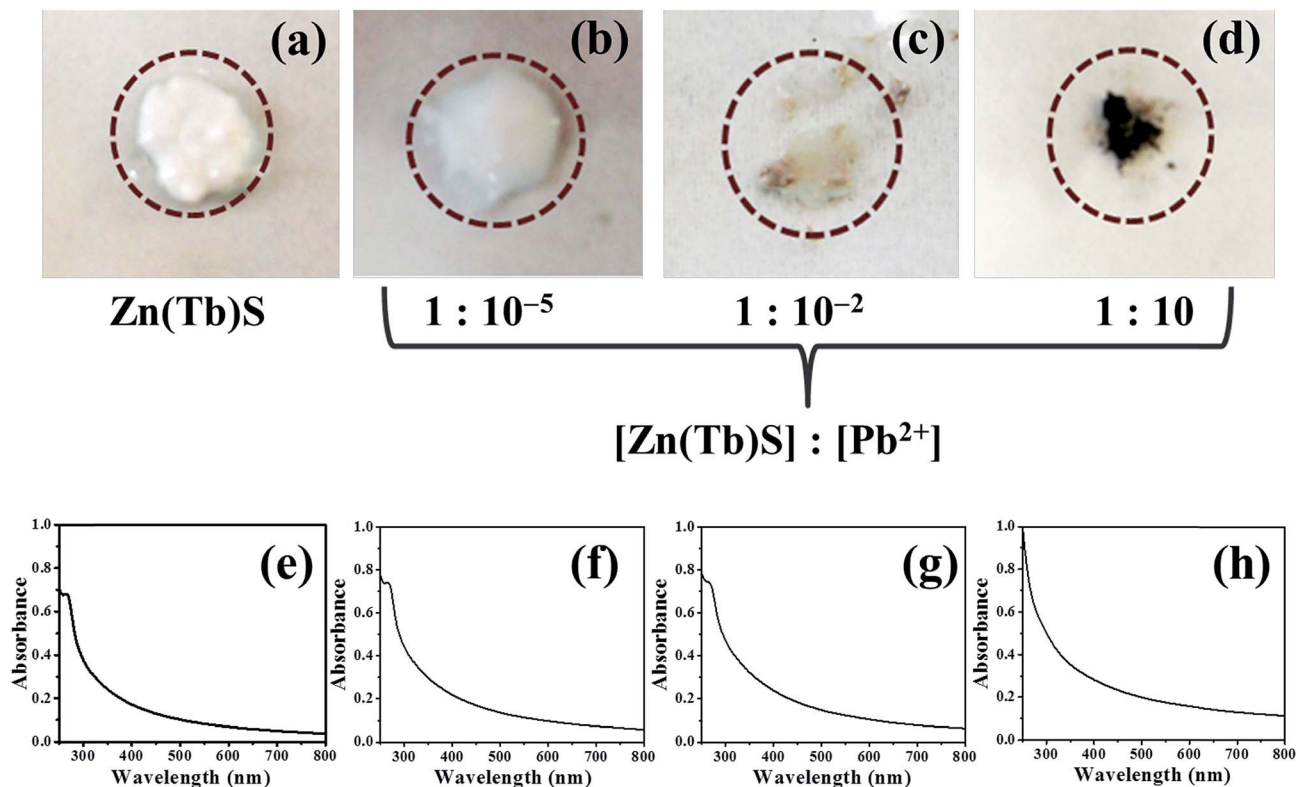 (a) (b) (c) (d)
Zn(Tb)S 1 : 10⁻⁵ 1 : 10⁻² 1 : 10
[Zn(Tb)S] : [Pb²⁺]
(e) (f) (g) (h)
Absorbance
1.0
0.8
0.6
0.4
0.2
0.0
300 400 500 600 700 800
Wavelength (nm)
Absorbance
1.0
0.8
0.6
0.4
0.2
0.0
300 400 500 600 700 800
Wavelength (nm)
Absorbance
1.0
0.8
0.6
0.4
0.2
0.0
300 400 500 600 700 800
Wavelength (nm)
Absorbance
1.0
0.8
0.6
0.4
0.2
0.0
300 400 500 600 700 800
Wavelength (nm)